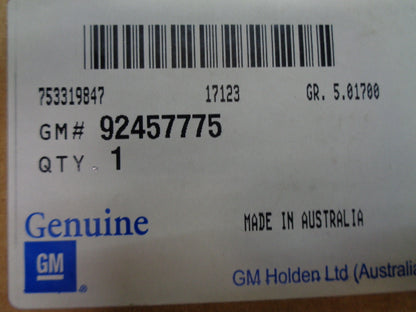 753319847 17123 GR. 5.01700
GM# 92457775
QTY. 1
Genuine
MADE IN AUSTRALIA
GM ®
GM Holden Ltd (Australia